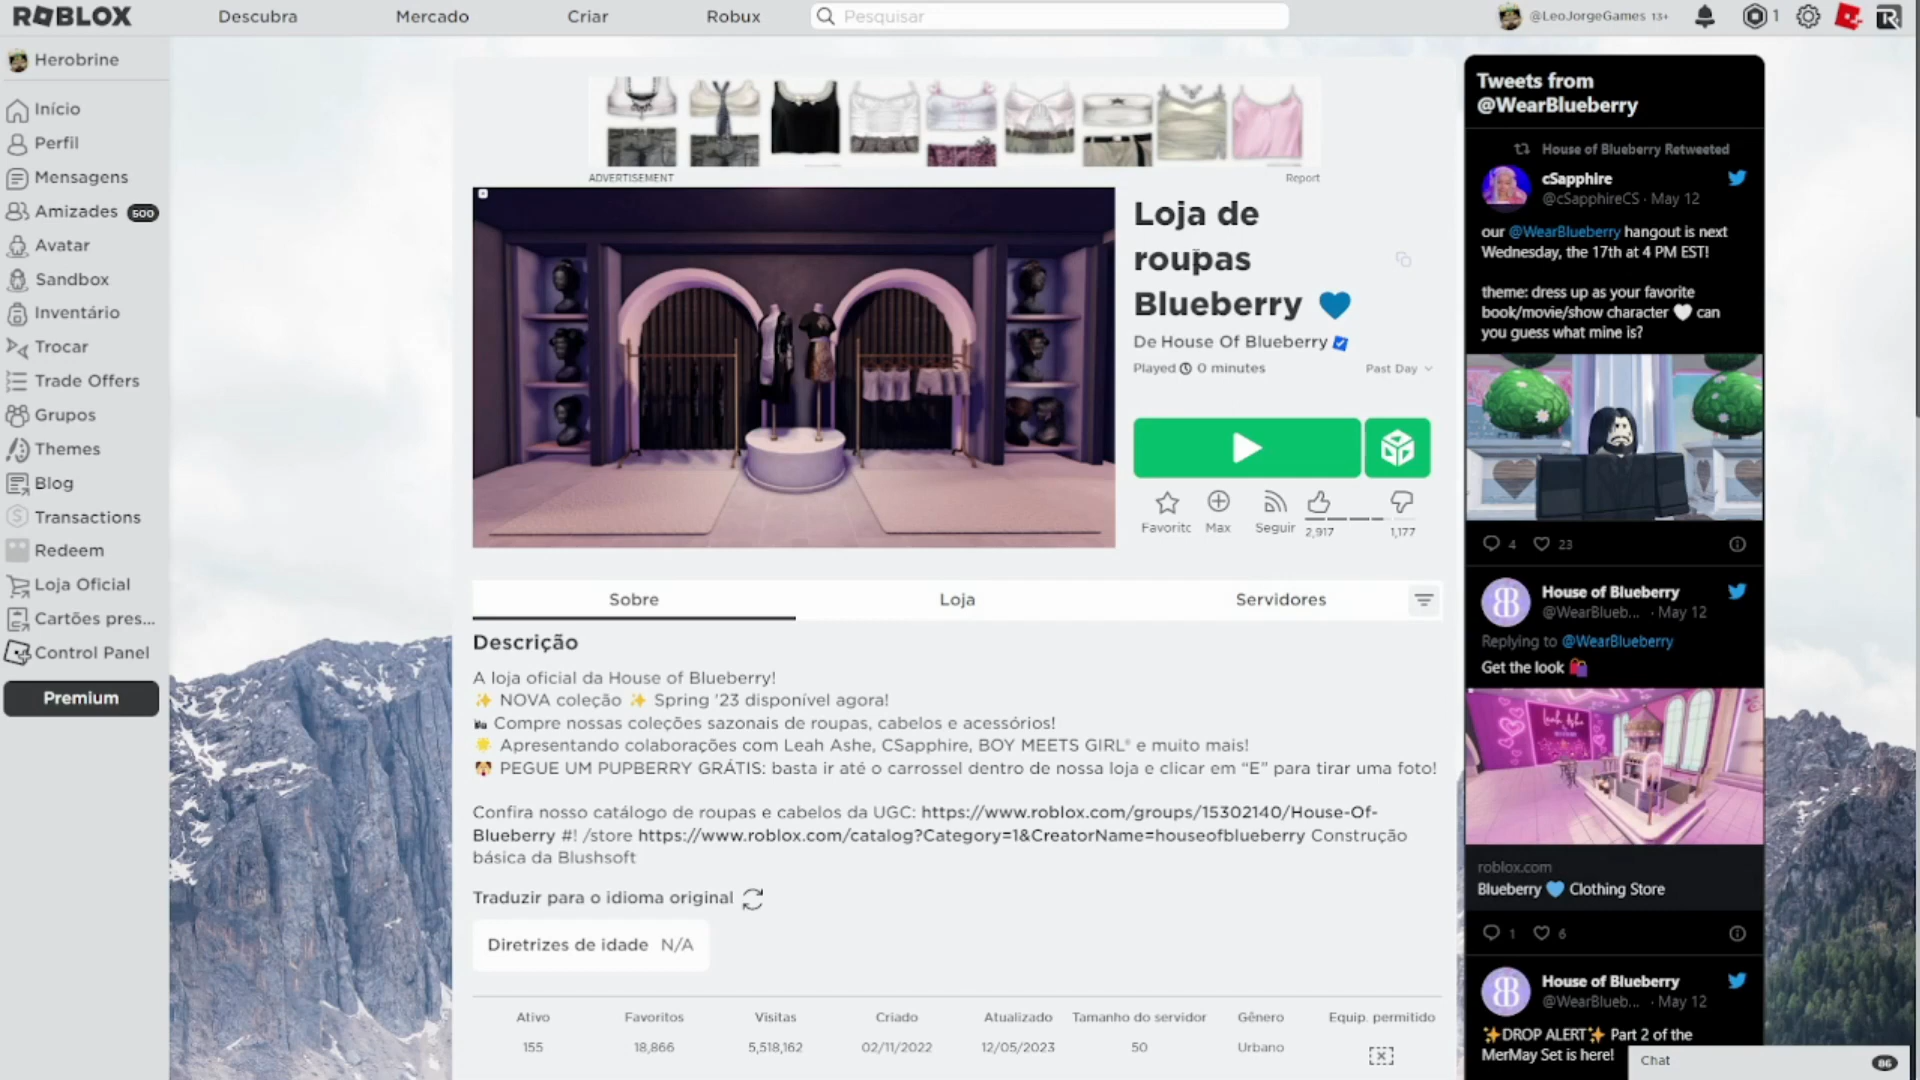 ROBLOX
Descubra
Mercado
Criar
Robux
Pesquisar
@LeoJorgeGames 13+
1
Herobrine
Início
Perfil
Mensagens
Amizades 500
Avatar
Sandbox
Inventário
Trocar
Trade Offers
Grupos
Themes
Blog
Transactions
Redeem
Loja Oficial
Cartões pres...
Control Panel
Premium
ADVERTISEMENT
Report
Loja de
roupas
Blueberry 💙
De House Of Blueberry
Played 0 minutes
Past Day
Favoritc
Max
Seguir
2,917
1,177
Sobre
Loja
Servidores
Descrição
A loja oficial da House of Blueberry!
✨ NOVA coleção ✨ Spring '23 disponível agora!
🛍 Compre nossas coleções sazonais de roupas, cabelos e acessórios!
🌟 Apresentando colaborações com Leah Ashe, CSapphire, BOY MEETS GIRL® e muito mais!
🐶 PEGUE UM PUPBERRY GRÁTIS: basta ir até o carrossel dentro de nossa loja e clicar em “E” para tirar uma foto!
Confira nosso catálogo de roupas e cabelos da UGC: https://www.roblox.com/groups/15302140/House-Of-
Blueberry #! /store https://www.roblox.com/catalog?Category=1&CreatorName=houseofblueberry Construção
básica da Blushsoft
Traduzir para o idioma original
Diretrizes de idade N/A
Ativo
Favoritos
Visitas
Criado
Atualizado
Tamanho do servidor
Gênero
Equip. permitido
155
18,866
5,518,162
02/11/2022
12/05/2023
50
Urbano
Tweets from
@WearBlueberry
House of Blueberry Retweeted
cSapphire
@cSapphireCS · May 12
our @WearBlueberry hangout is next
Wednesday, the 17th at 4 PM EST!
theme: dress up as your favorite
book/movie/show character 🤍 can
you guess what mine is?
4
23
House of Blueberry
@WearBlueb... · May 12
Replying to @WearBlueberry
Get the look 🛍
Leah Ashe
roblox.com
Blueberry 💙 Clothing Store
1
6
House of Blueberry
@WearBlueb... · May 12
✨DROP ALERT✨ Part 2 of the
MerMay Set is here!
Chat
86